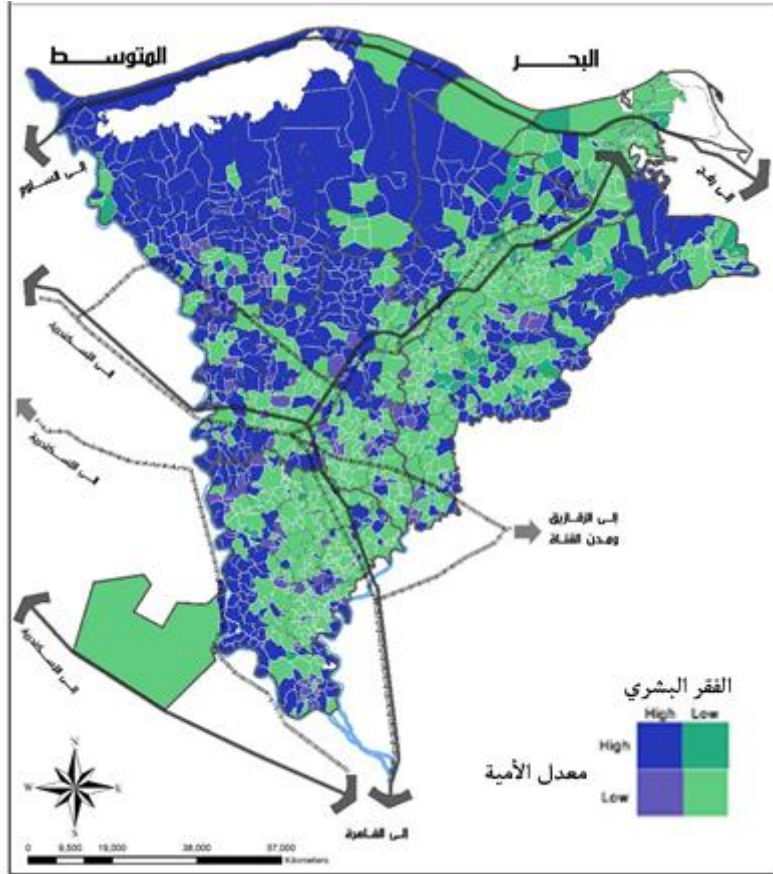 المتوسط
البحر
إلى السلوم
إلى رفح
إلى الإسكندرية
إلى الإسكندرية
إلى الزقازيق
ومدن القناة
إلى الإسكندرية
إلى القاهرة
الفقر البشري
High Low
High
معدل الأمية
Low
N
W E
S
0 9,500 19,000 38,000 57,000
Kilometers